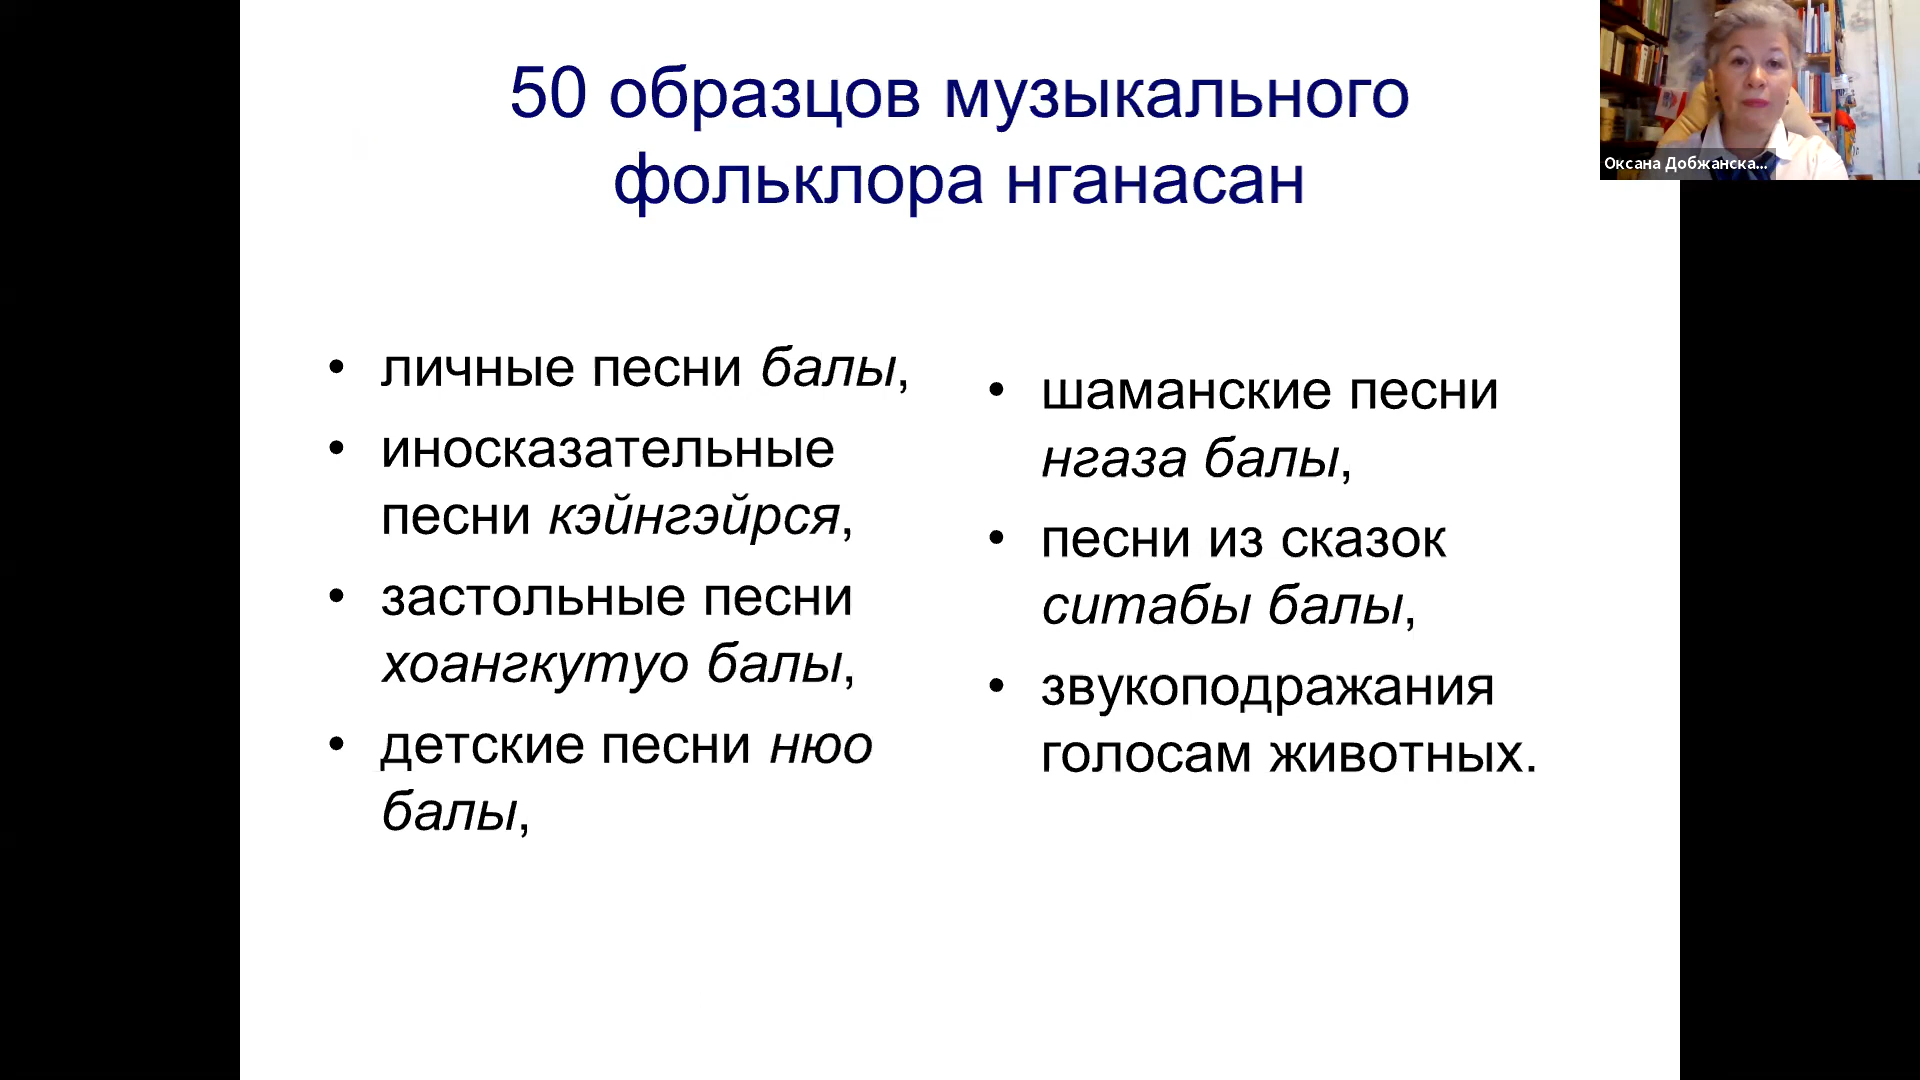 50 образцов музыкального
фольклора нганасан
Оксана Добжанска...
• личные песни балы,
• иносказательные
песни кэйнгэйрся,
• застольные песни
хоангкутуо балы,
• детские песни нюо
балы,
• шаманские песни
нгаза балы,
• песни из сказок
ситабы балы,
• звукоподражания
голосам животных.